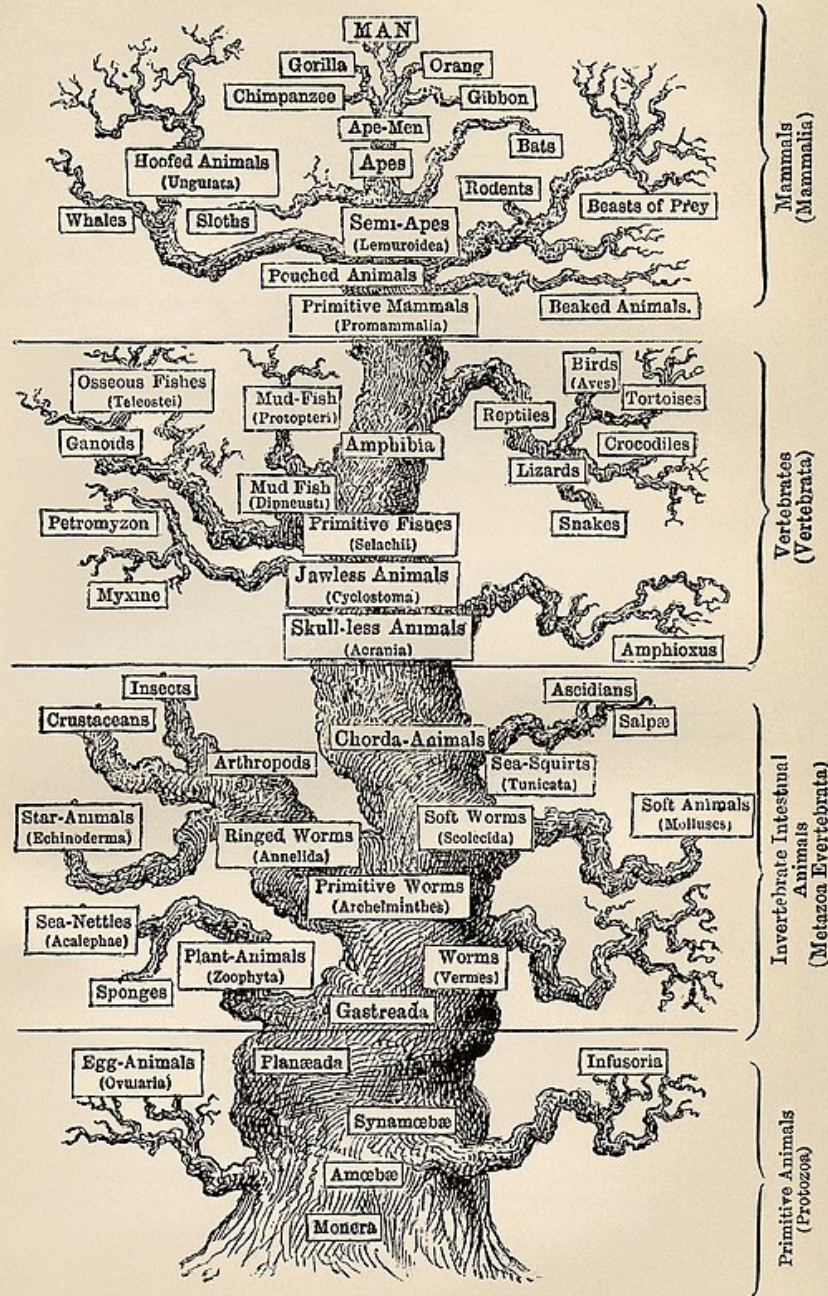 MAN
Gorilla
Orang
Chimpanzee
Gibbon
Ape-Men
Bats
Hoofed Animals
(Ungulata)
Apes
Rodents
Beasts of Prey
Whales
Sloths
Semi-Apes
(Lemuroidea)
Pouched Animals
Primitive Mammals
(Promammalia)
Beaked Animals.
Mammals
(Mammalia)
Osseous Fishes
(Teleostei)
Mud-Fish
(Protopteri)
Birds
(Aves)
Tortoises
Reptiles
Ganoids
Amphibia
Crocodiles
Lizards
Mud Fish
(Dipneusti)
Petromyzon
Primitive Fishes
(Selachii)
Snakes
Jawless Animals
(Cyclostoma)
Myxine
Skull-less Animals
(Acrania)
Amphioxus
Vertebrates
(Vertebrata)
Insects
Ascidians
Crustaceans
Salpæ
Chorda-Animals
Arthropods
Sea-Squirts
(Tunicata)
Star-Animals
(Echinoderma)
Ringed Worms
(Annelida)
Soft Worms
(Scolecida)
Soft Animals
(Molluscs)
Primitive Worms
(Archelminthes)
Sea-Nettles
(Acalephae)
Plant-Animals
(Zoophyta)
Worms
(Vermes)
Sponges
Gastreada
Invertebrate Intestinal
Animals
(Metazoa Evertebrata)
Egg-Animals
(Ovularia)
Planæada
Infusoria
Synamœbæ
Amœbæ
Monera
Primitive Animals
(Protozoa)